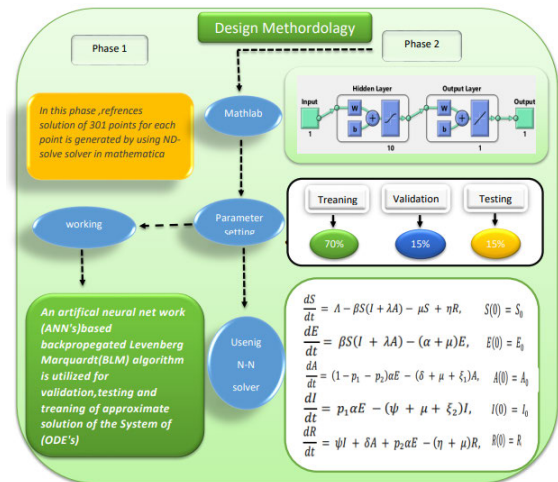 Design Methordolagy
Phase 1
Phase 2
In this phase ,refrences
solution of 301 points for each
point is generated by using ND-
solve solver in mathematica
Mathlab
Hidden Layer
Output Layer
Input
Output
W
b
+
W
b
+
1
10
1
1
working
Parameter
setting
Treaning
Validation
Testing
70%
15%
15%
An artifical neural net work
(ANN's)based
backpropegated Levenberg
Marquardt(BLM) algorithm
is utilized for
validation,testing and
treaning of approximate
solution of the System of
(ODE's)
Usenig
N-N
solver
dS/dt = Λ − βS(I + λA) − μS + ηR, S(0) = S₀
dE/dt = βS(I + λA) − (α + μ)E, E(0) = E₀
dA/dt = (1 − p₁ − p₂)αE − (δ + μ + ξ₁)A, A(0) = A₀
dI/dt = p₁αE − (ψ + μ + ξ₂)I, I(0) = I₀
dR/dt = ψI + δA + p₂αE − (η + μ)R, R(0) = R